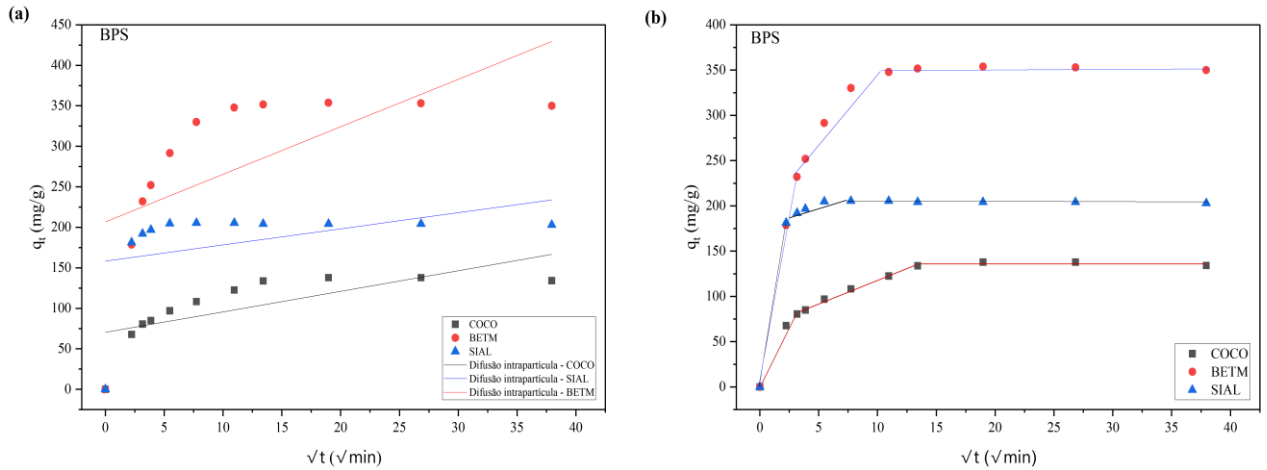 (a)
BPS
450
400
350
300
250
200
150
100
50
0
qt (mg/g)
0 5 10 15 20 25 30 35 40
√t (√min)
COCO
BETM
SIAL
Difusão intrapartícula - COCO
Difusão intrapartícula - SIAL
Difusão intrapartícula - BETM
(b)
BPS
400
350
300
250
200
150
100
50
0
qt (mg/g)
0 5 10 15 20 25 30 35 40
√t (√min)
COCO
BETM
SIAL